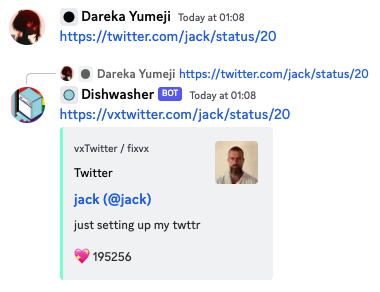 Dareka Yumeji Today at 01:08
https://twitter.com/jack/status/20
Dareka Yumeji https://twitter.com/jack/status/20
Dishwasher BOT Today at 01:08
https://vxtwitter.com/jack/status/20
vxTwitter / fixvx
Twitter
jack (@jack)
just setting up my twttr
💖 195256